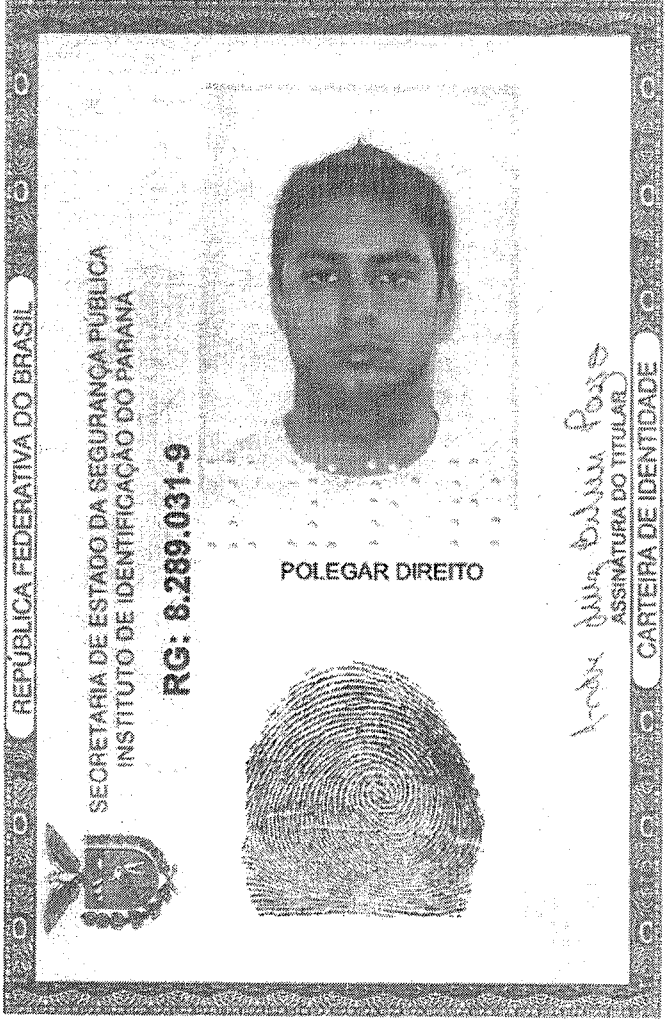 REPÚBLICA FEDERATIVA DO BRASIL
SECRETARIA DE ESTADO DA SEGURANÇA PÚBLICA
INSTITUTO DE IDENTIFICAÇÃO DO PARANÁ
RG: 8.289.031-9
POLEGAR DIREITO
ASSINATURA DO TITULAR
CARTEIRA DE IDENTIDADE